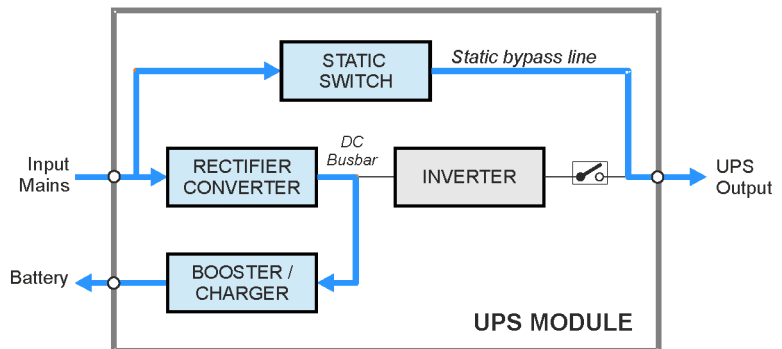 STATIC
SWITCH
Static bypass line
Input
Mains
RECTIFIER
CONVERTER
DC
Busbar
INVERTER
UPS
Output
Battery
BOOSTER /
CHARGER
UPS MODULE